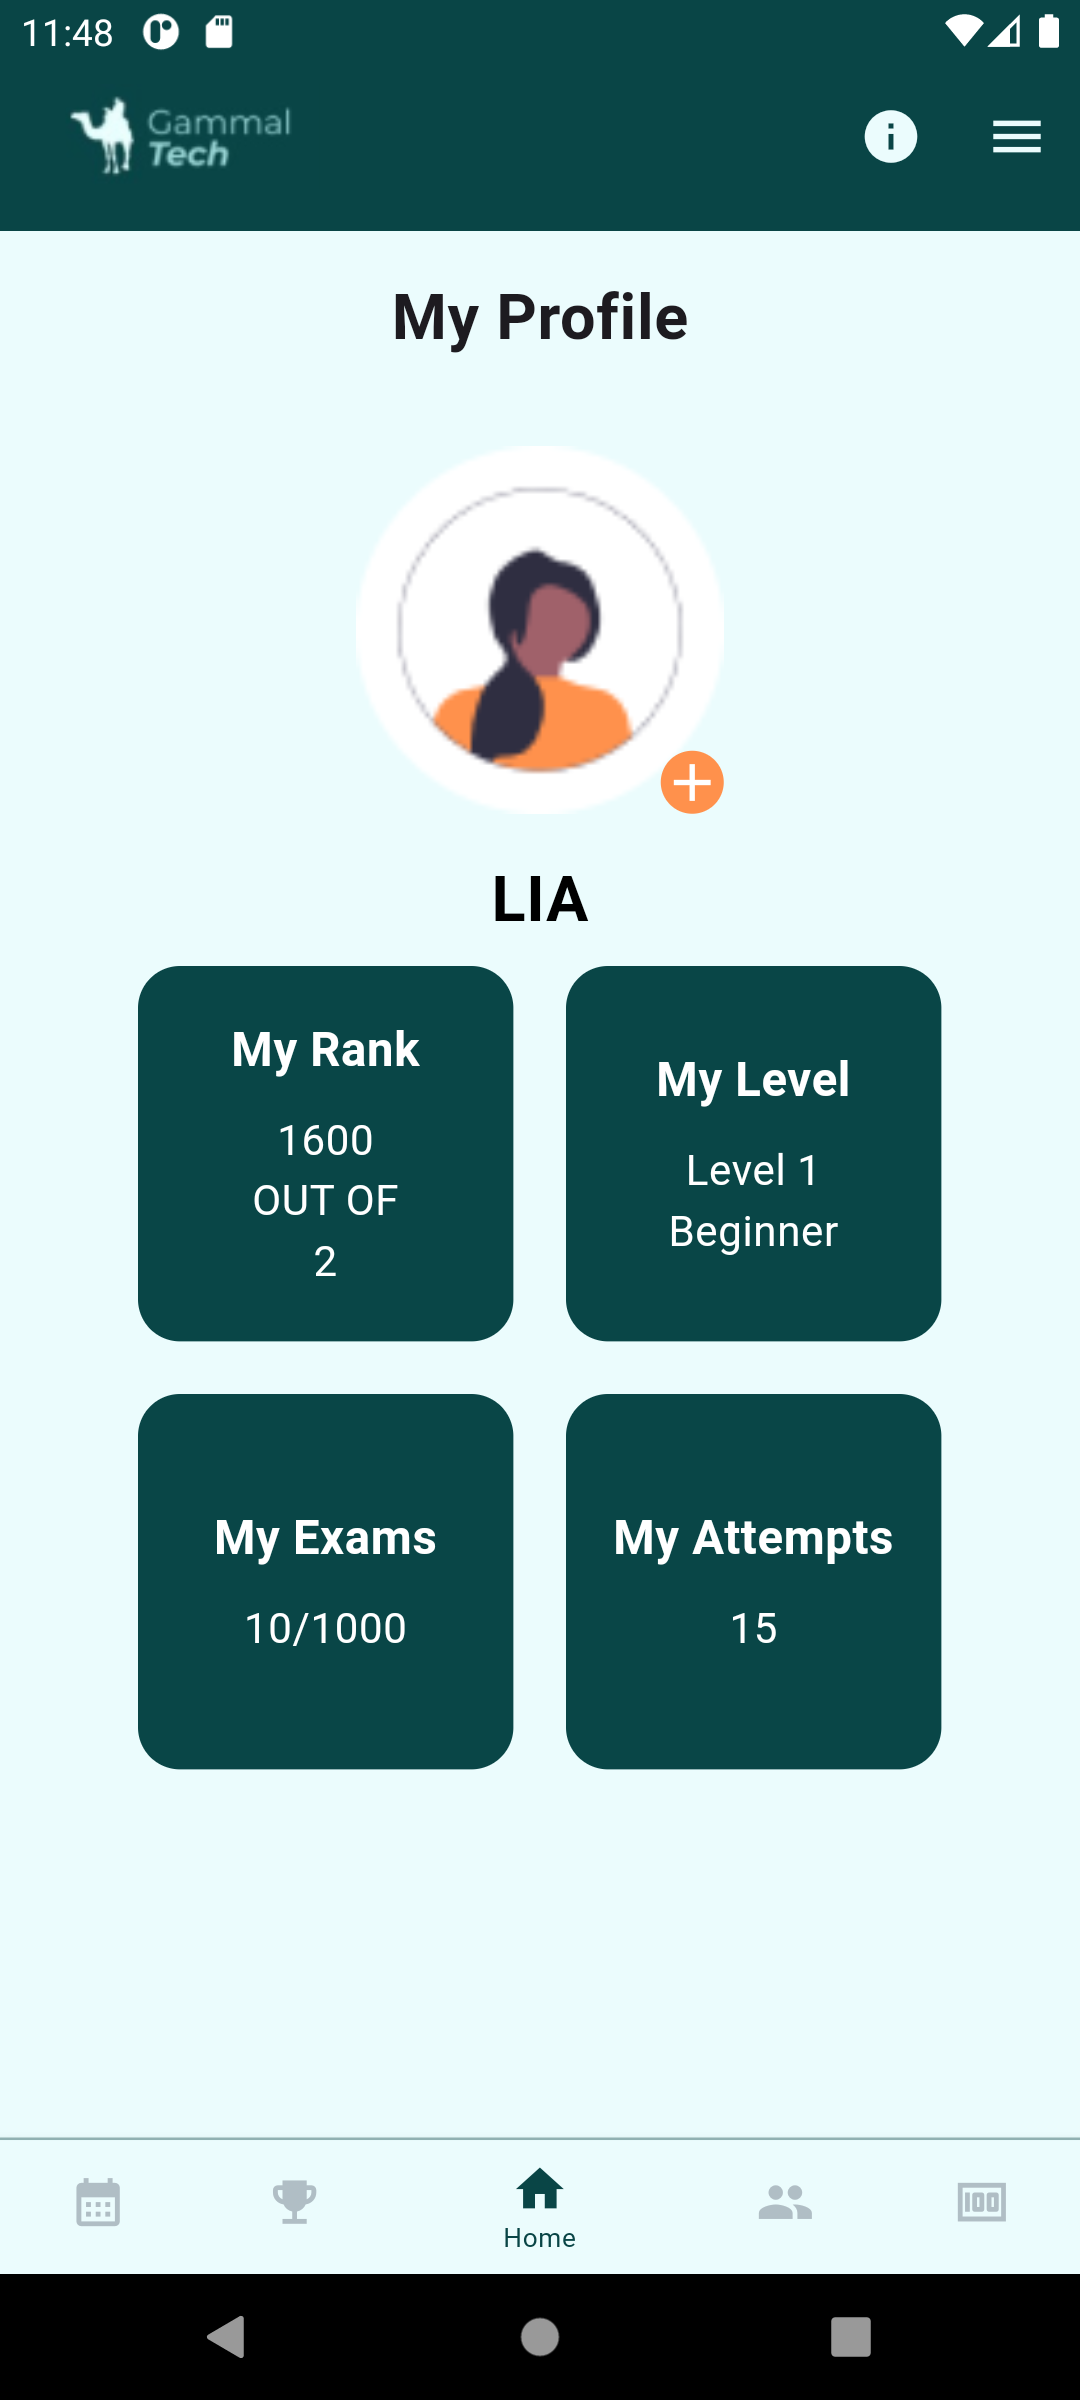 11:48
Gammal
Tech
My Profile
LIA
My Rank
1600
OUT OF
2
My Level
Level 1
Beginner
My Exams
10/1000
My Attempts
15
Home